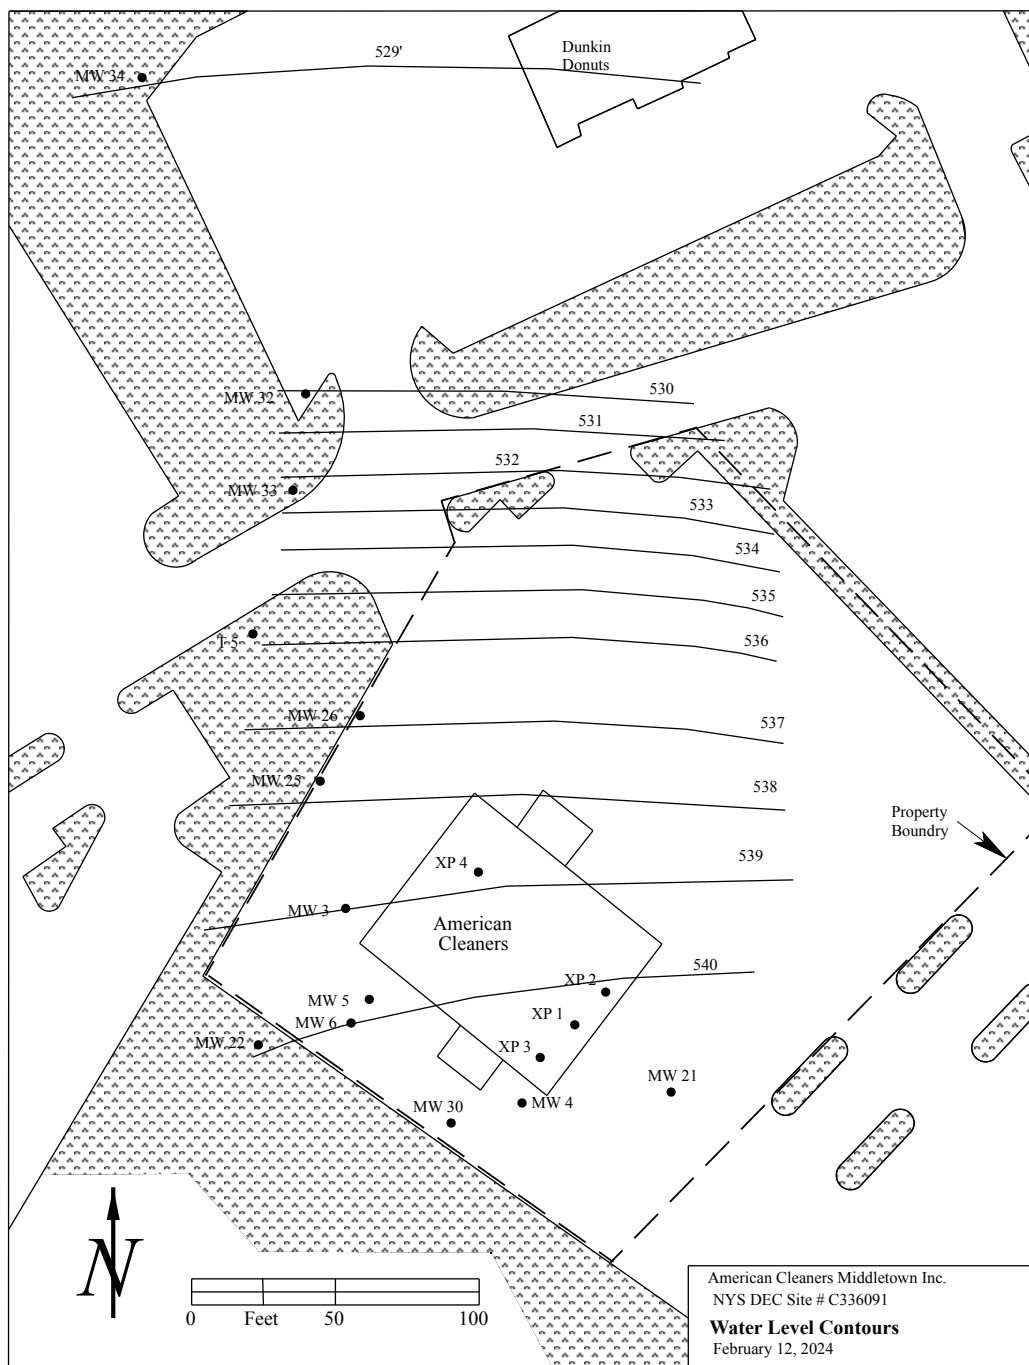 529'
Dunkin
Donuts
MW 34
MW 32
530
531
532
MW 33
533
534
535
T-5
536
MW 26
537
MW 25
538
Property
Boundry
539
XP 4
MW 3
American
Cleaners
540
XP 2
MW 5
XP 1
MW 6
MW 22
XP 3
MW 21
MW 30
MW 4
N
0
Feet
50
100
American Cleaners Middletown Inc.
NYS DEC Site # C336091
Water Level Contours
February 12, 2024